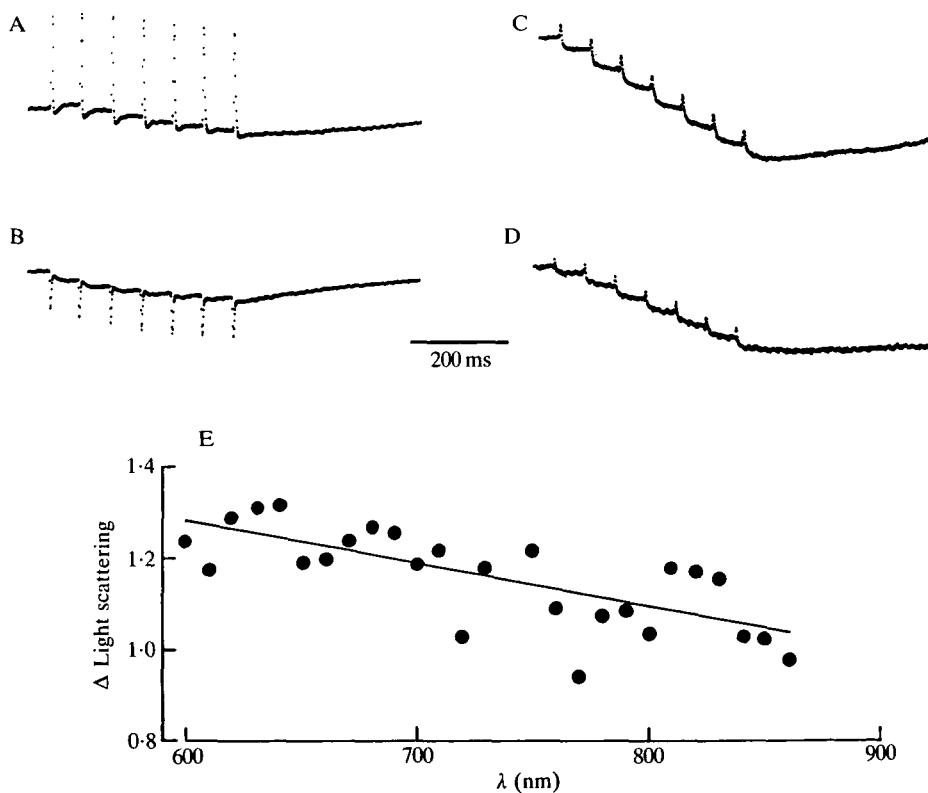 A
C
B
D
200 ms
E
Δ Light scattering
1·4
1·2
1·0
0·8
600
700
800
900
λ (nm)